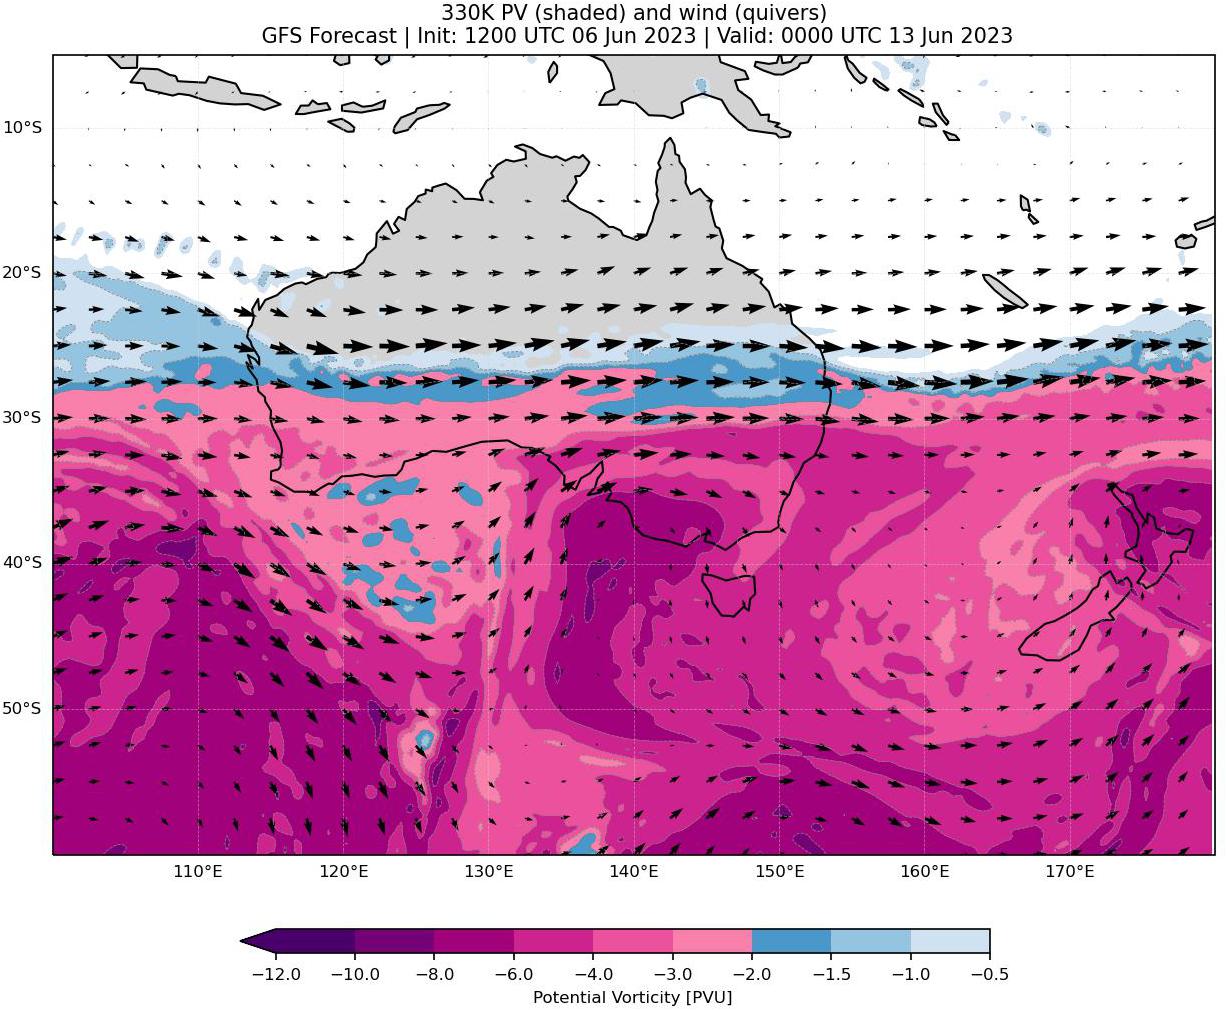 330K PV (shaded) and wind (quivers)
GFS Forecast | Init: 1200 UTC 06 Jun 2023 | Valid: 0000 UTC 13 Jun 2023
10°S
20°S
30°S
40°S
50°S
110°E 120°E 130°E 140°E 150°E 160°E 170°E
−12.0 −10.0 −8.0 −6.0 −4.0 −3.0 −2.0 −1.5 −1.0 −0.5
Potential Vorticity [PVU]